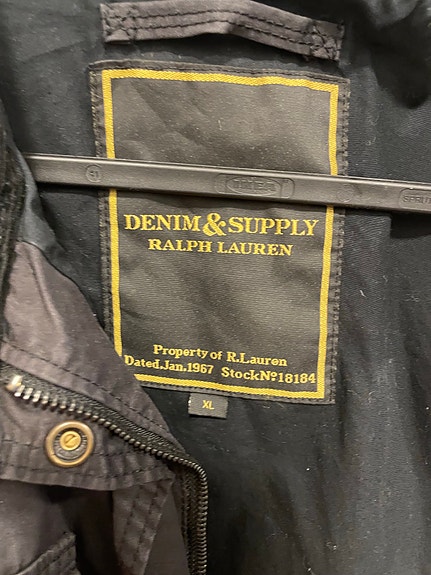 DENIM & SUPPLY
RALPH LAUREN
Property of R.Lauren
Dated.Jan.1967 StockNº18184
XL